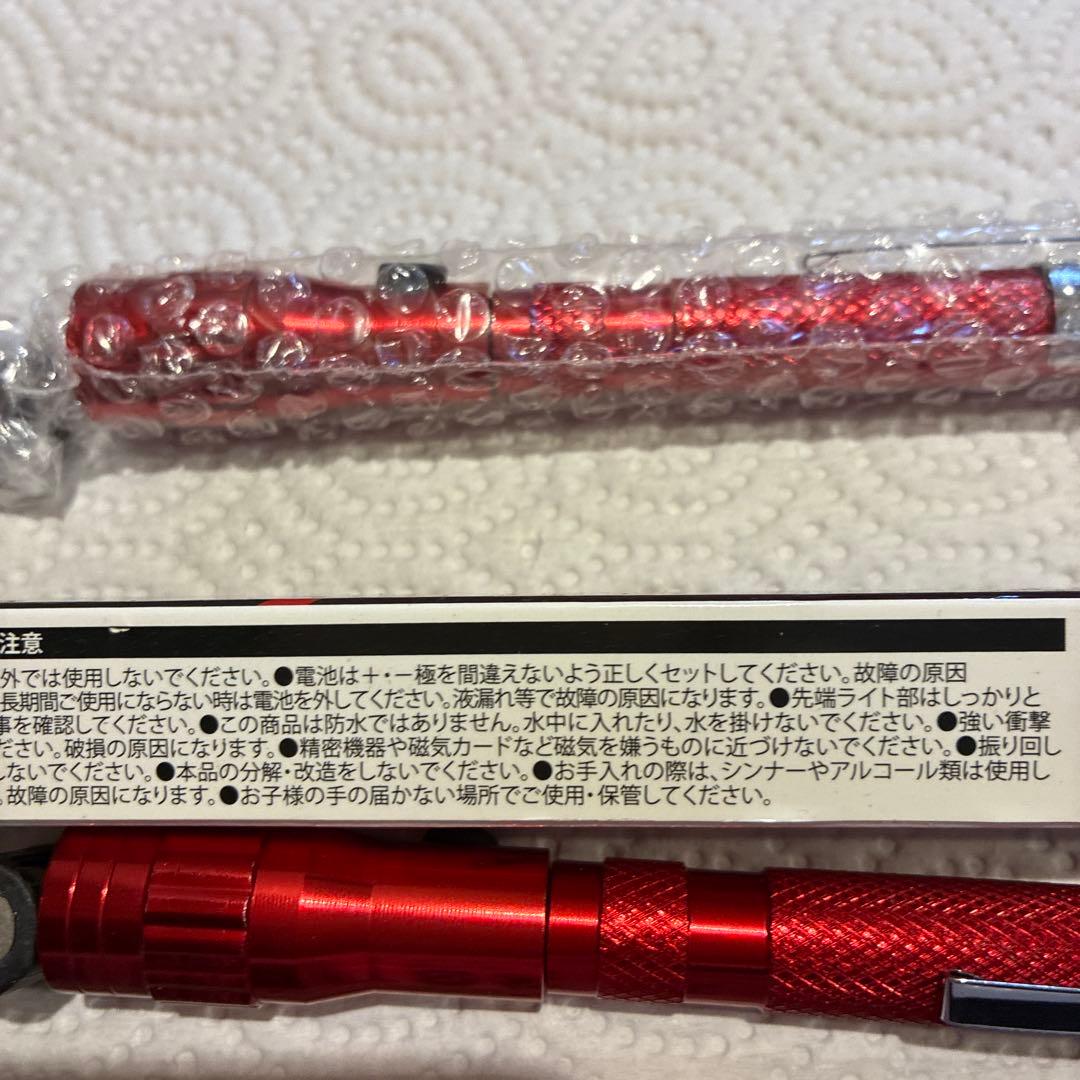 注意
外では使用しないでください。●電池は＋・－極を間違えないよう正しくセットしてください。故障の原因
長期間ご使用にならない時は電池を外してください。液漏れ等で故障の原因になります。●先端ライト部はしっかりと
事を確認してください。●この商品は防水ではありません。水中に入れたり、水を掛けないでください。●強い衝撃
ださい。破損の原因になります。●精密機器や磁気カードなど磁気を嫌うものに近づけないでください。●振り回し
しないでください。●本品の分解・改造をしないでください。●お手入れの際は、シンナーやアルコール類は使用し
。故障の原因になります。●お子様の手の届かない場所でご使用・保管してください。